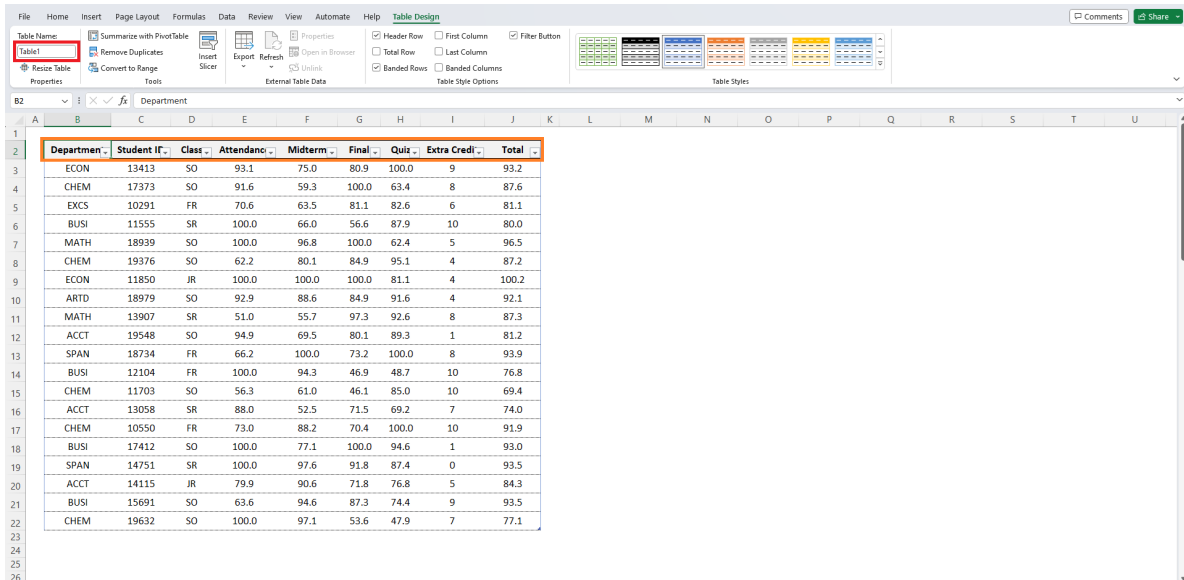 File Home Insert Page Layout Formulas Data Review View Automate Help Table Design Comments Share
Table Name: Summarize with PivotTable Properties Header Row First Column Filter Button
Table1 Remove Duplicates Insert Slicer Export Refresh Open in Browser Total Row Last Column
Resize Table Convert to Range Unlink Banded Rows Banded Columns
Properties Tools External Table Data Table Style Options Table Styles
B2 fx Department
A B C D E F G H I J K L M N O P Q R S T U
1
2 Departmen Student ID Class Attendanc Midterm Final Quiz Extra Credi Total
3 ECON 13413 SO 93.1 75.0 80.9 100.0 9 93.2
4 CHEM 17373 SO 91.6 59.3 100.0 63.4 8 87.6
5 EXCS 10291 FR 70.6 63.5 81.1 82.6 6 81.1
6 BUSI 11555 SR 100.0 66.0 56.6 87.9 10 80.0
7 MATH 18939 SO 100.0 96.8 100.0 62.4 5 96.5
8 CHEM 19376 SO 62.2 80.1 84.9 95.1 4 87.2
9 ECON 11850 JR 100.0 100.0 100.0 81.1 4 100.2
10 ARTD 18979 SO 92.9 88.6 84.9 91.6 4 92.1
11 MATH 13907 SR 51.0 55.7 97.3 92.6 8 87.3
12 ACCT 19548 SO 94.9 69.5 80.1 89.3 1 81.2
13 SPAN 18734 FR 66.2 100.0 73.2 100.0 8 93.9
14 BUSI 12104 FR 100.0 94.3 46.9 48.7 10 76.8
15 CHEM 11703 SO 56.3 61.0 46.1 85.0 10 69.4
16 ACCT 13058 SR 88.0 52.5 71.5 69.2 7 74.0
17 CHEM 10550 FR 73.0 88.2 70.4 100.0 10 91.9
18 BUSI 17412 SO 100.0 77.1 100.0 94.6 1 93.0
19 SPAN 14751 SR 100.0 97.6 91.8 87.4 0 93.5
20 ACCT 14115 JR 79.9 90.6 71.8 76.8 5 84.3
21 BUSI 15691 SO 63.6 94.6 87.3 74.4 9 93.5
22 CHEM 19632 SO 100.0 97.1 53.6 47.9 7 77.1
23
24
25
26